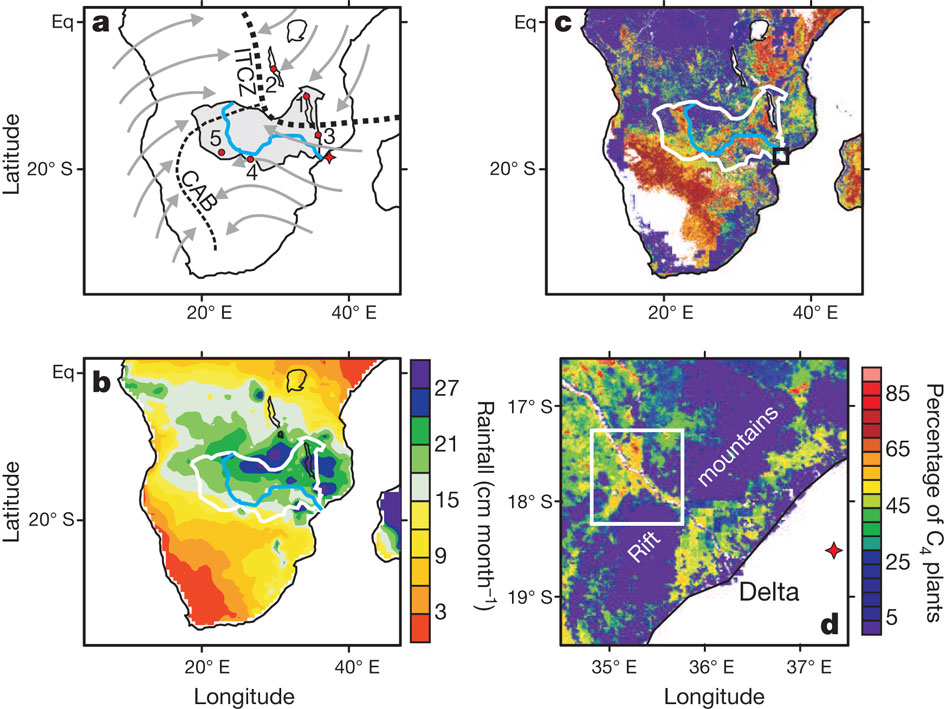 a
Eq
20° S
Latitude
20° E
40° E
ITCZ
CAB
1
2
3
4
5
c
Eq
20° S
20° E
40° E
b
Eq
20° S
Latitude
20° E
40° E
Longitude
27
21
15
9
3
Rainfall (cm month⁻¹)
17° S
18° S
19° S
35° E
36° E
37° E
Longitude
mountains
Rift
Delta
d
85
65
45
25
5
Percentage of C₄ plants